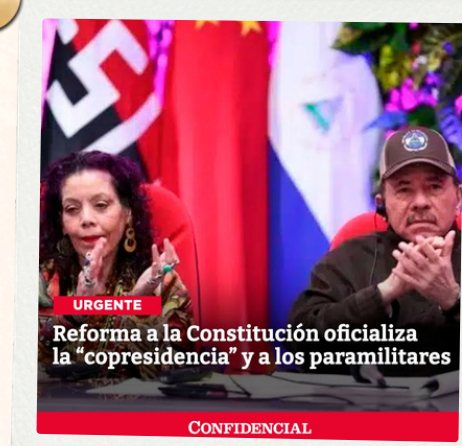 URGENTE
Reforma a la Constitución oficializa
la “copresidencia” y a los paramilitares
CONFIDENCIAL